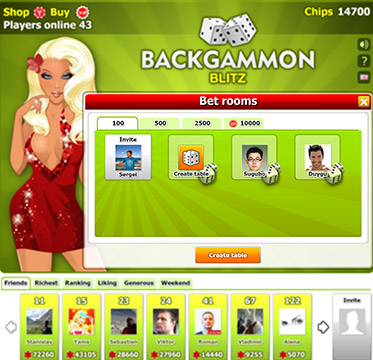 Shop Buy
Chips 14700
Players online 43
BACKGAMMON
BLITZ
?
Bet rooms
X
100 500 2500 10000
Invite
Sergei
Create table
Sugubo
Duygu
Create table
Friends Richest Ranking Liking Generous Weekend
11 15 23 24 41 67 122
Invite
Stanislav Tams Sebastien Viktor Roman Vladimir Alena
72260 43105 28660 27960 14440 9255 5070